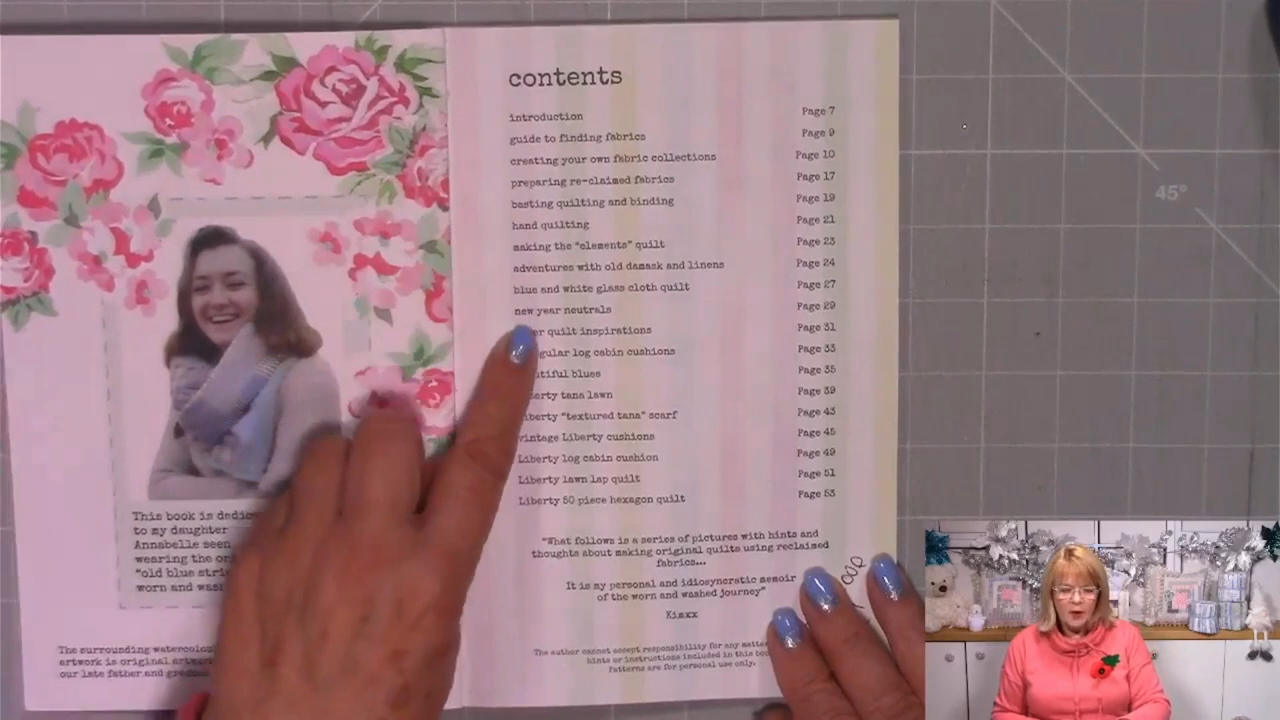 This book is
to my daughter
Annabelle seen
wearing the
"old blue
worn and
The surrounding
artwork is original
our late father and
contents
introduction Page 7
guide to finding fabrics Page 9
creating your own fabric collections Page 10
preparing re-claimed fabrics Page 17
basting quilting and binding Page 19
hand quilting Page 21
making the "elements" quilt Page 23
adventures with old damask and linens Page 24
blue and white glass cloth quilt Page 27
new year neutrals Page 29
quilt inspirations Page 31
log cabin cushions Page 33
blues Page 35
tana lawn Page 39
Liberty "textured tana" scarf Page 43
vintage Liberty cushions Page 45
Liberty log cabin cushion Page 49
Liberty lawn lap quilt Page 51
Liberty 50 piece hexagon quilt Page 53
"What follows is a series of pictures with hints and
thoughts about making original quilts using reclaimed
fabrics...
It is my personal and idiosyncratic memoir
of the worn and washed journey"
Kimxx
The author cannot accept responsibility for any
hints or instructions included in this
Patterns are for personal use only.
45°